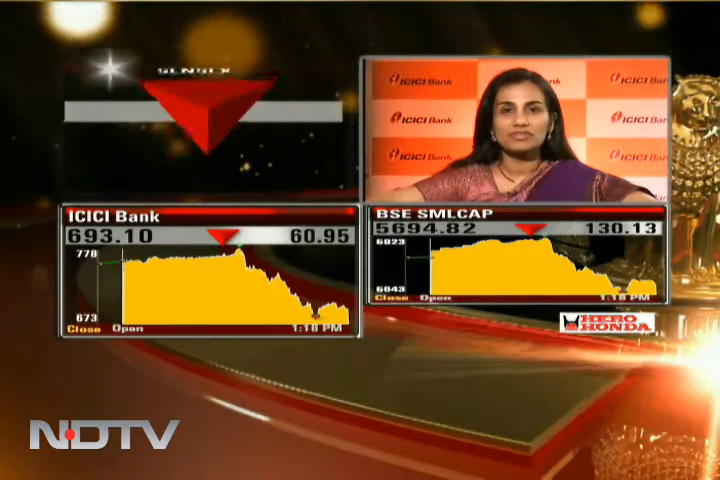 SENSEX
ICICI Bank
ICICI Bank
ICICI Bank
ICICI Bank
ICICI Bank
ICICI Bank
ICICI Bank
693.10 60.95
778
673
Close Open 1:18 PM
BSE SMLCAP
5694.82 130.13
Close Open 1:18 PM
HERO
HONDA
NDTV